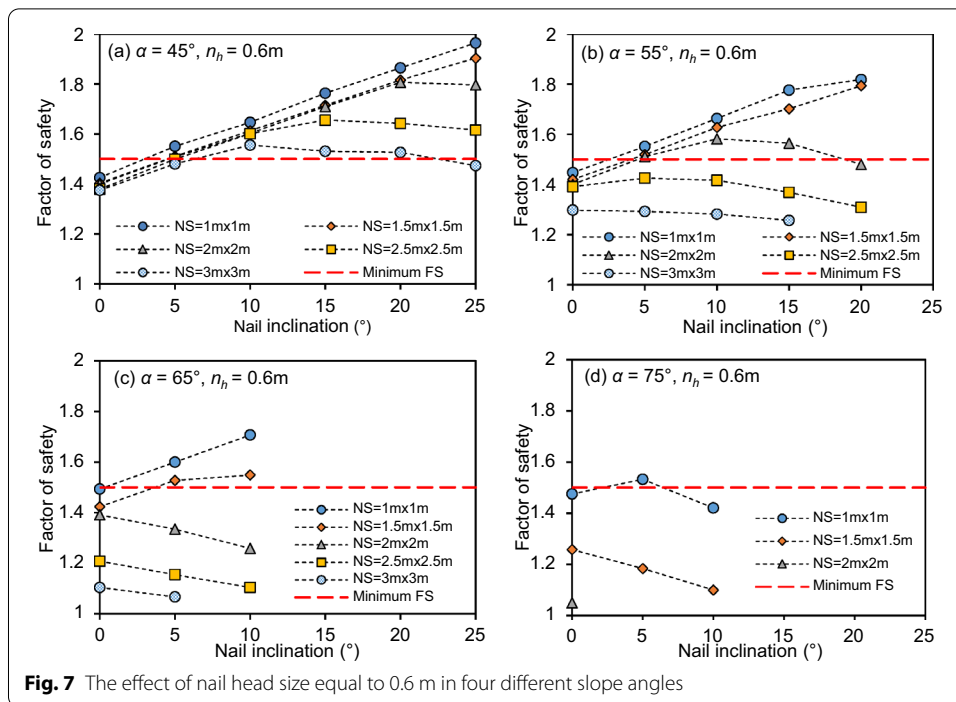 (a) α = 45°, n_h = 0.6m
Factor of safety
2
1.8
1.6
1.4
1.2
1
NS=1mx1m
NS=1.5mx1.5m
NS=2mx2m
NS=2.5mx2.5m
NS=3mx3m
Minimum FS
0 5 10 15 20 25
Nail inclination (°)
(b) α = 55°, n_h = 0.6m
Factor of safety
2
1.8
1.6
1.4
1.2
1
NS=1mx1m
NS=1.5mx1.5m
NS=2mx2m
NS=2.5mx2.5m
NS=3mx3m
Minimum FS
0 5 10 15 20 25
Nail inclination (°)
(c) α = 65°, n_h = 0.6m
Factor of safety
2
1.8
1.6
1.4
1.2
1
NS=1mx1m
NS=1.5mx1.5m
NS=2mx2m
NS=2.5mx2.5m
NS=3mx3m
Minimum FS
0 5 10 15 20 25
Nail inclination (°)
(d) α = 75°, n_h = 0.6m
Factor of safety
2
1.8
1.6
1.4
1.2
1
NS=1mx1m
NS=1.5mx1.5m
NS=2mx2m
Minimum FS
0 5 10 15 20 25
Nail inclination (°)
Fig. 7 The effect of nail head size equal to 0.6 m in four different slope angles